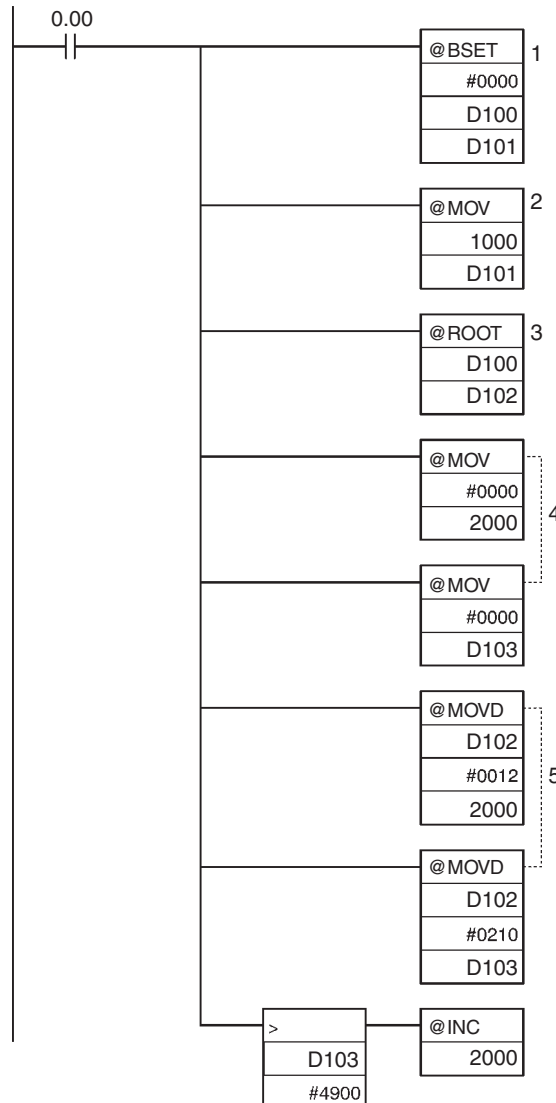 0.00
@BSET
1
#0000
D100
D101
@MOV
2
1000
D101
@ROOT
3
D100
D102
@MOV
#0000
2000
4
@MOV
#0000
D103
@MOVD
D102
#0012
2000
5
@MOVD
D102
#0210
D103
>
D103
#4900
@INC
2000